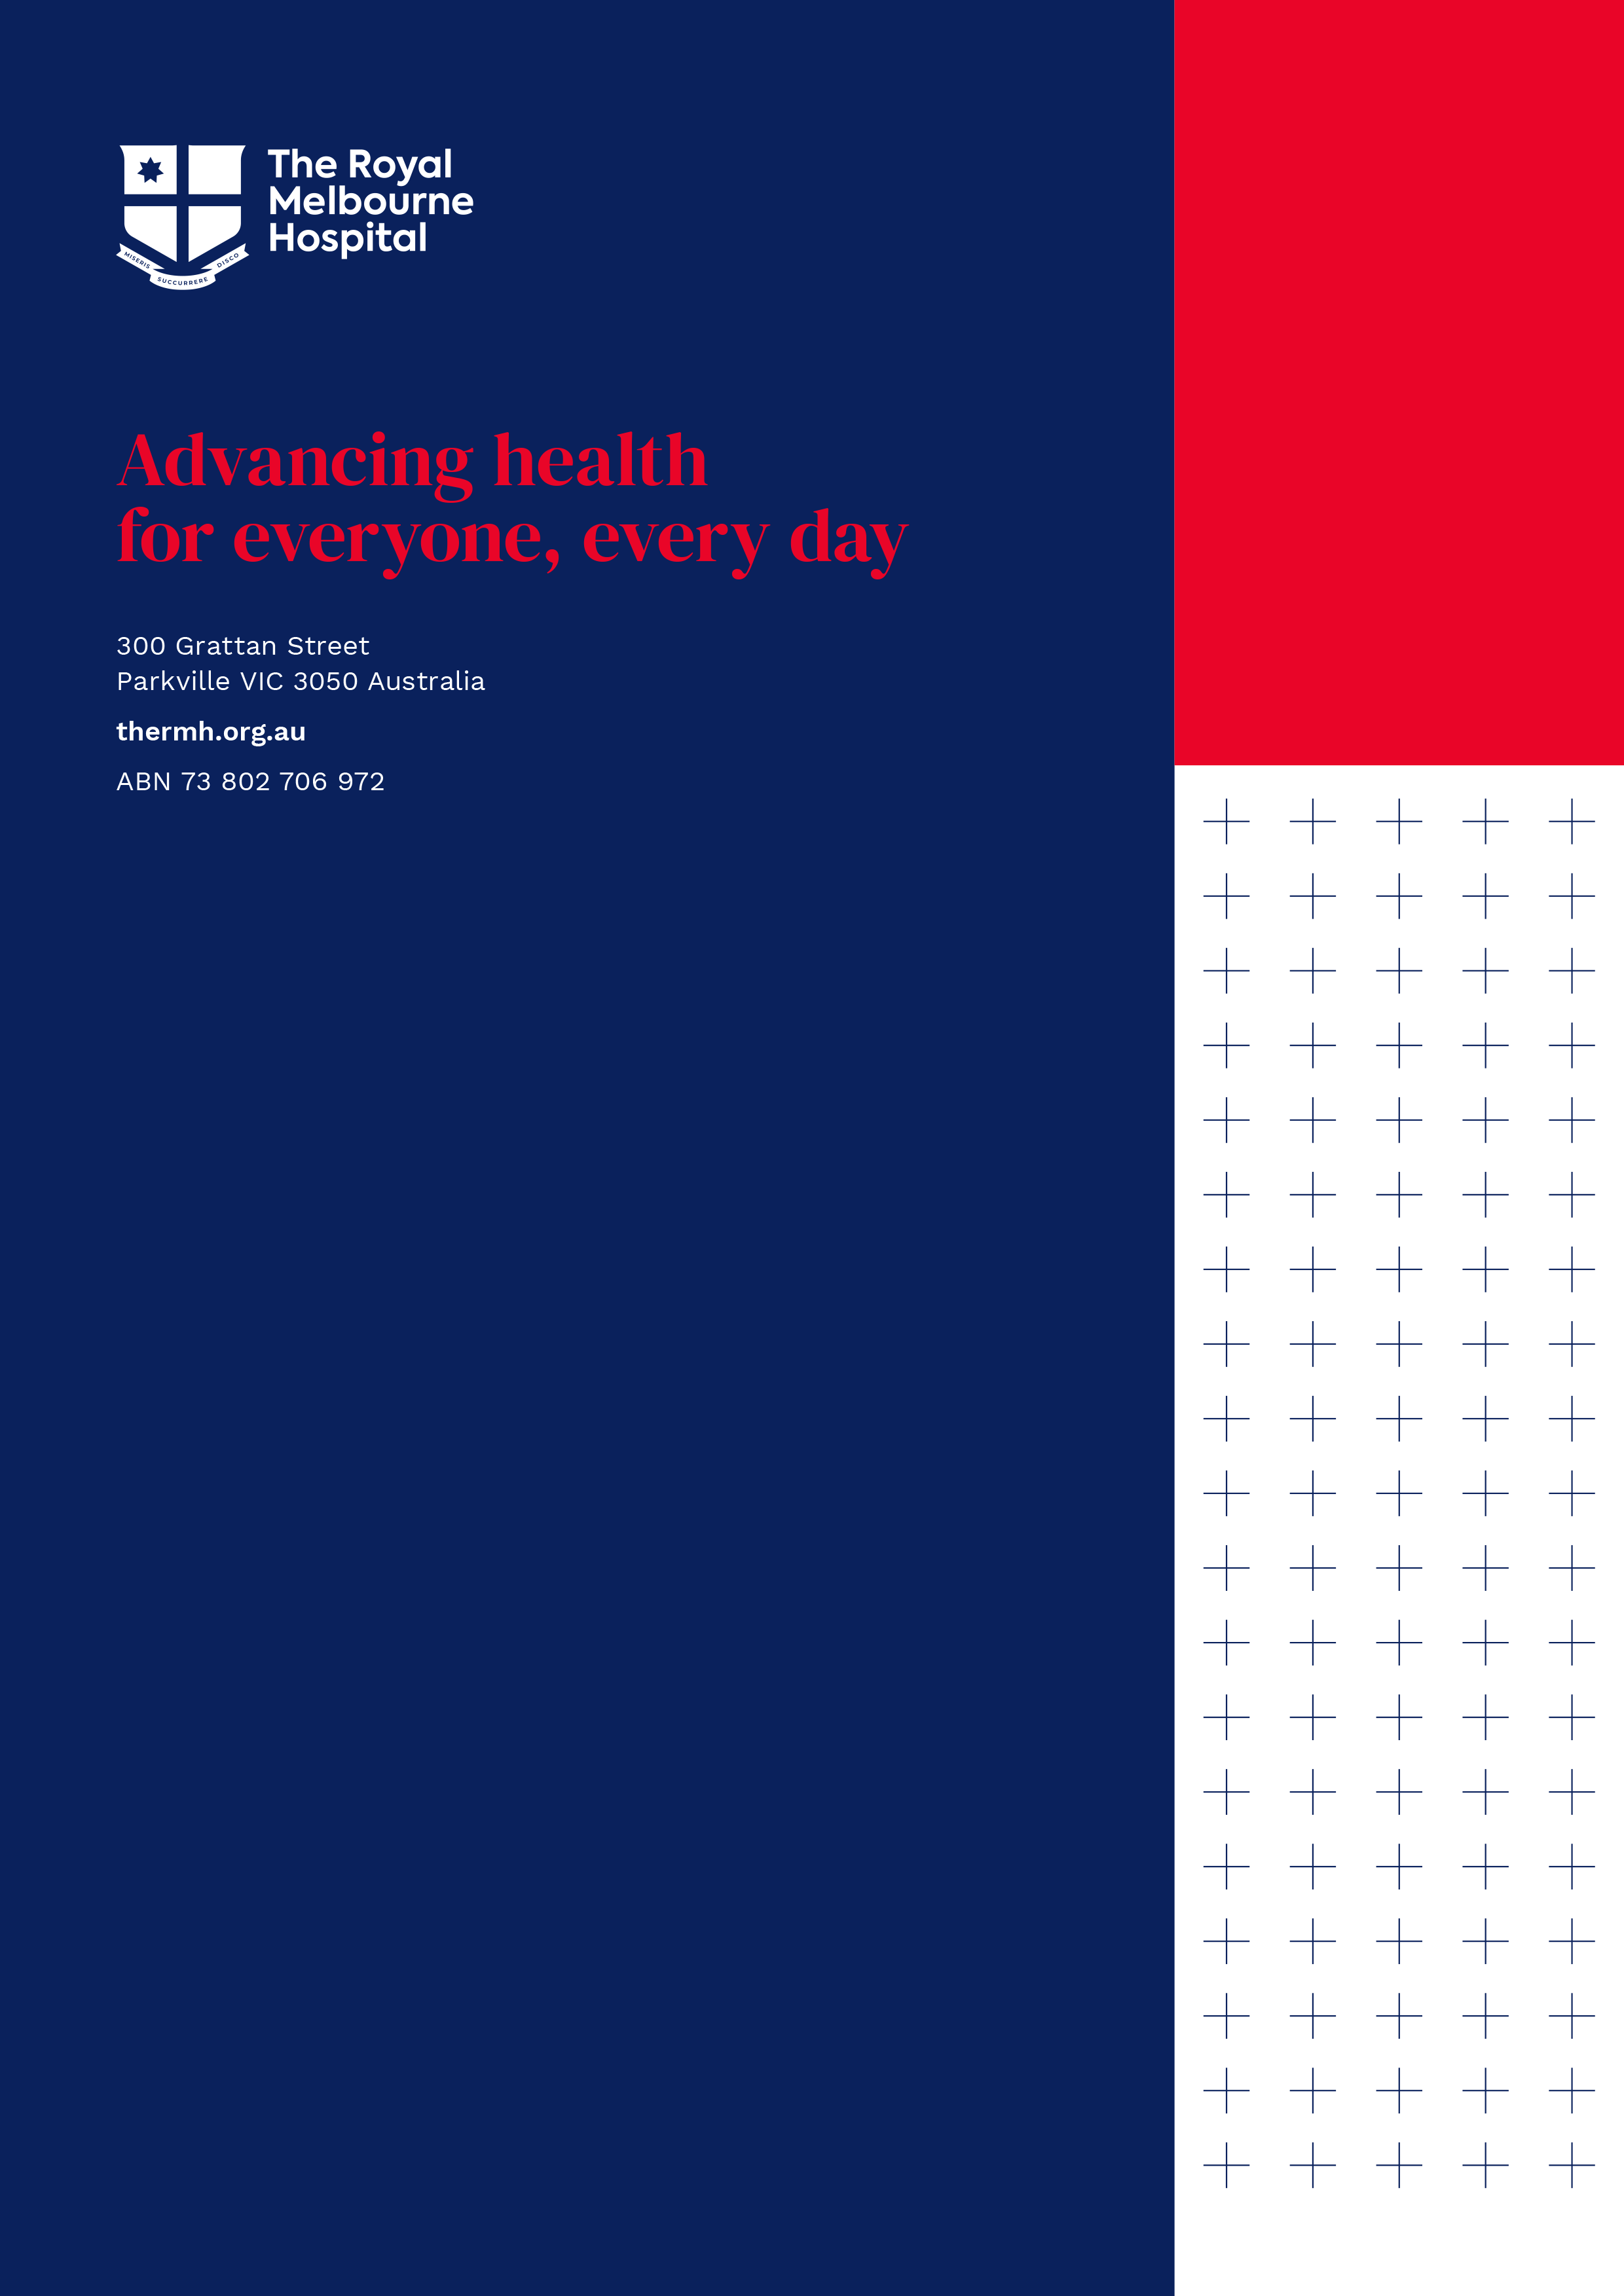 The Royal
Melbourne
Hospital
MISERIS SUCCURRERE DISCO
Advancing health
for everyone, every day
300 Grattan Street
Parkville VIC 3050 Australia
thermh.org.au
ABN 73 802 706 972